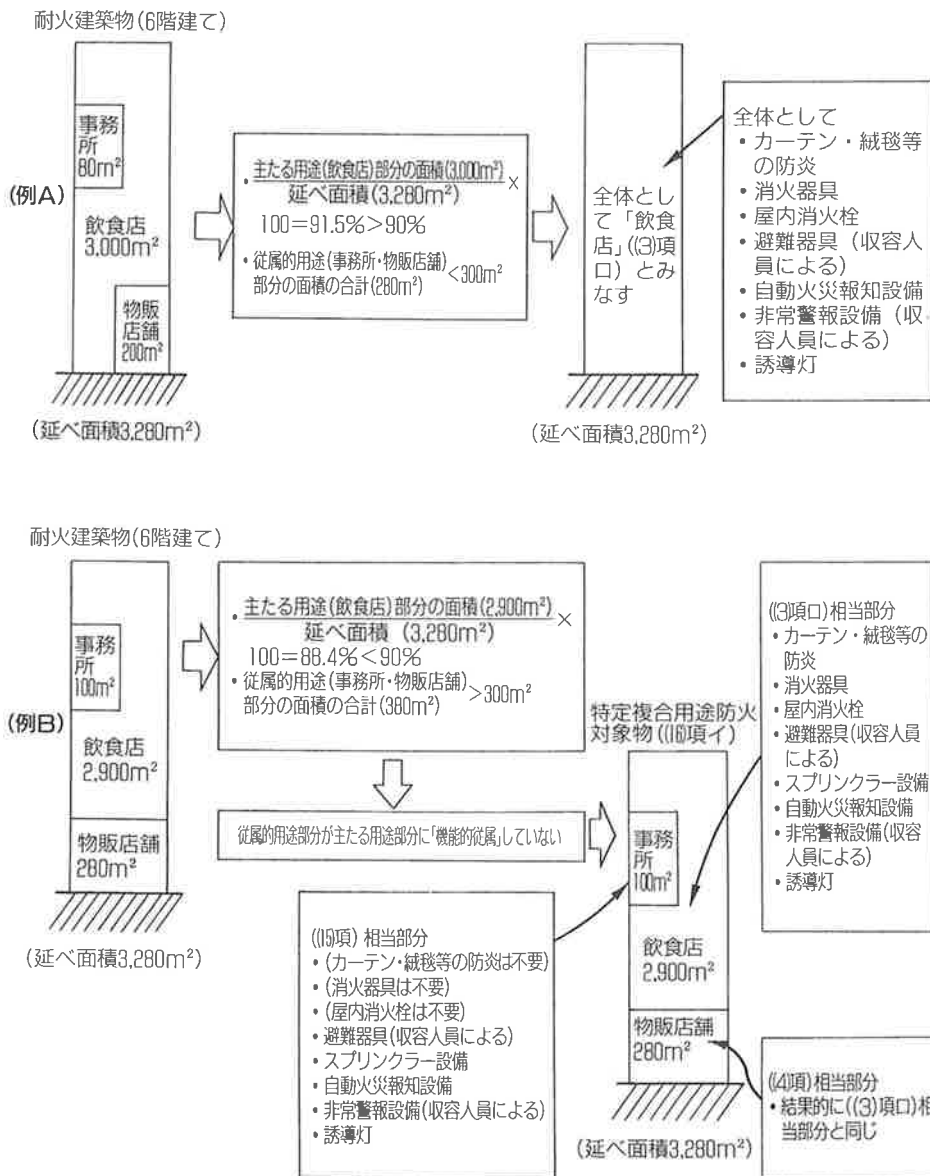 耐火建築物(6階建て)
(例A)
事務
所
80m²
飲食店
3,000m²
物販
店舗
200m²
(延べ面積3,280m²)
・主たる用途(飲食店)部分の面積(3,000m²)
延べ面積(3,280m²)
×
100=91.5%>90%
・従属的用途(事務所・物販店舗)
部分の面積の合計(280m²)
<300m²
全体とし
て「飲食
店」((3)項
ロ)とみ
なす
(延べ面積3,280m²)
全体として
・カーテン・絨毯等
の防炎
・消火器具
・屋内消火栓
・避難器具(収容人
員による)
・自動火災報知設備
・非常警報設備(収
容人員による)
・誘導灯
耐火建築物(6階建て)
(例B)
事務
所
100m²
飲食店
2,900m²
物販店舗
280m²
(延べ面積3,280m²)
・主たる用途(飲食店)部分の面積(2,900m²)
延べ面積(3,280m²)
×
100=88.4%<90%
・従属的用途(事務所・物販店舗)
部分の面積の合計(380m²)
>300m²
従属的用途部分が主たる用途部分に「機能的従属」していない
特定複合用途防火
対象物((16)項イ)
事務
所
100m²
飲食店
2,900m²
物販店舗
280m²
(延べ面積3,280m²)
((3)項ロ)相当部分
・カーテン・絨毯等の
防炎
・消火器具
・屋内消火栓
・避難器具(収容人員
による)
・スプリンクラー設備
・自動火災報知設備
・非常警報設備(収容
人員による)
・誘導灯
((15)項)相当部分
・(カーテン・絨毯等の防炎は不要)
・(消火器具は不要)
・(屋内消火栓は不要)
・避難器具(収容人員による)
・スプリンクラー設備
・自動火災報知設備
・非常警報設備(収容人員による)
・誘導灯
((4)項)相当部分
・結果的に((3)項ロ)相
当部分と同じ